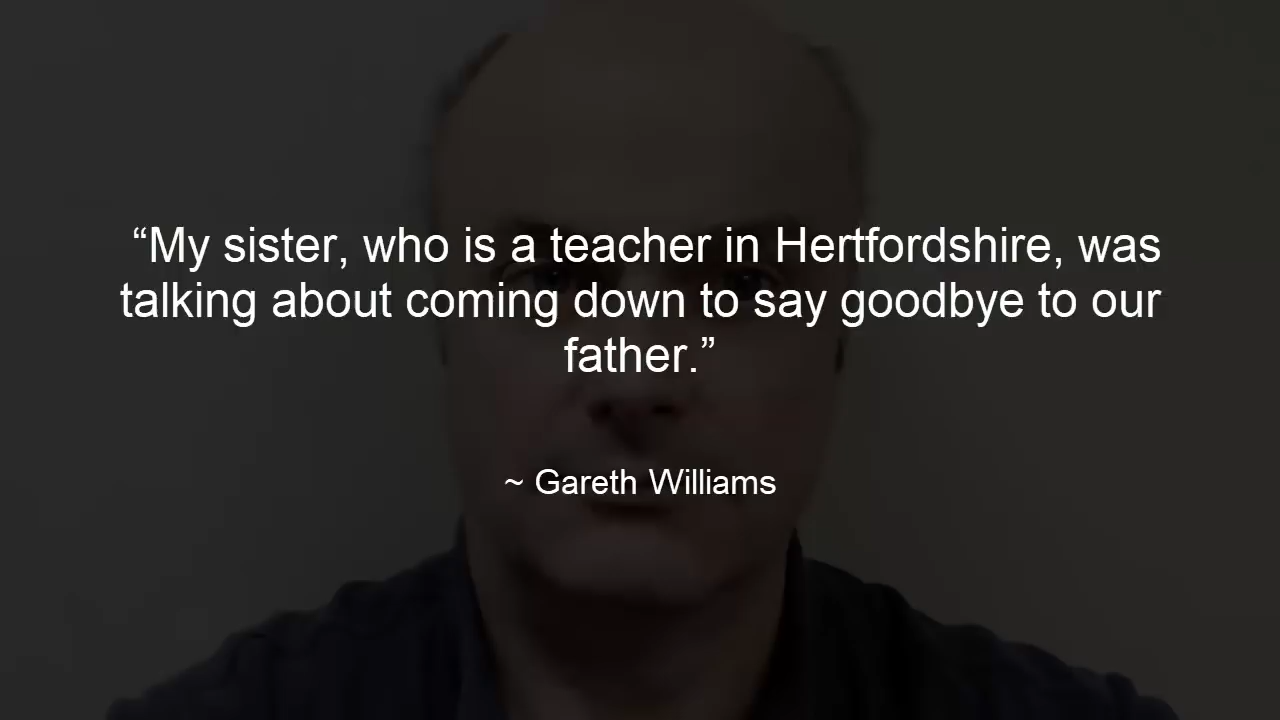 “My sister, who is a teacher in Hertfordshire, was
talking about coming down to say goodbye to our
father.”
~ Gareth Williams